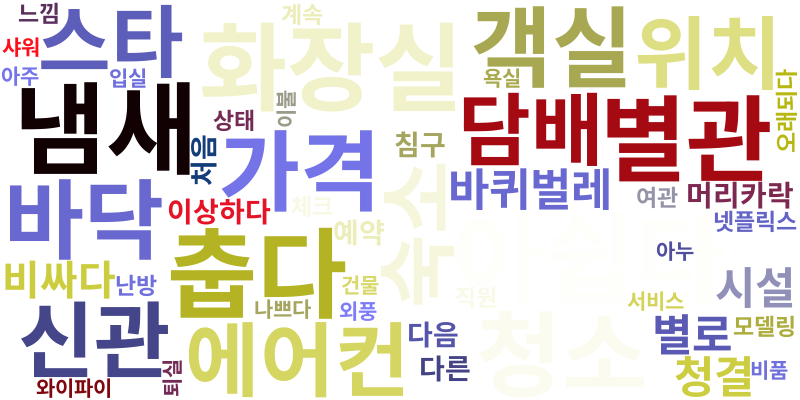 느낌
스타
계속
화장실
객실
위치
샤워
아주
입실
욕실
냄새
이불
상태
처음
가격
침구
담배
별관
오래되다
바닥
이상하다
체크
숙소
바퀴벌레
여관
머리카락
넷플릭스
춥다
예약
아누
비싸다
난방
건물
직원
시설
나쁘다
외풍
서비스
신관
에어컨
다음
다른
청소
별로
모델링
청결
비품
와이파이
퇴실